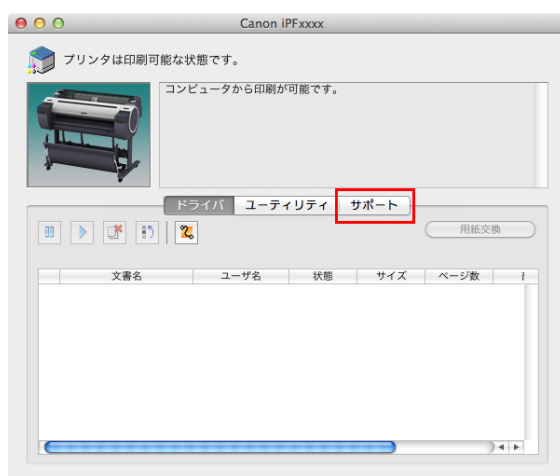 Canon iPFxxxx
プリンタは印刷可能な状態です。
コンピュータから印刷が可能です。
ドライバ ユーティリティ サポート
用紙交換
文書名 ユーザ名 状態 サイズ ページ数